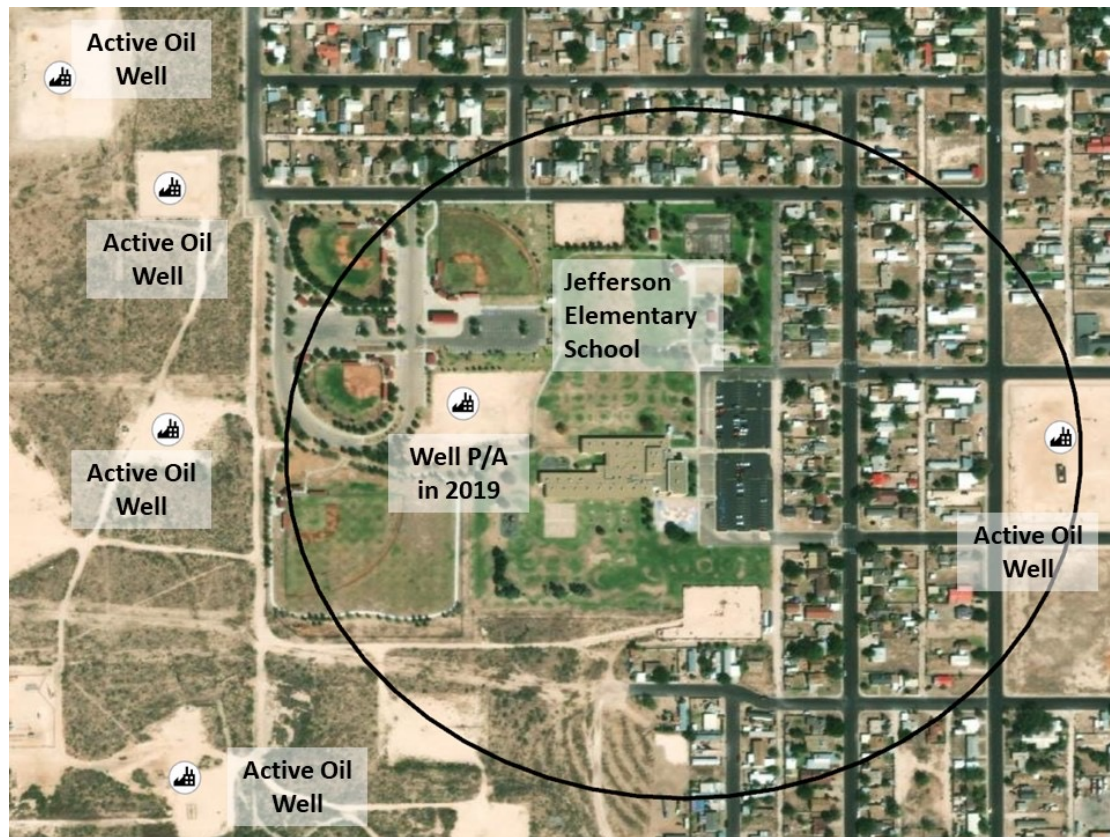 Active Oil
Well
Active Oil
Well
Jefferson
Elementary
School
Well P/A
in 2019
Active Oil
Well
Active Oil
Well
Active Oil
Well